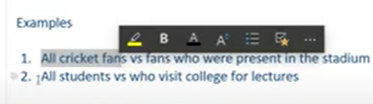 Examples
B A A
1. All cricket fans vs fans who were present in the stadium
2. All students vs who visit college for lectures